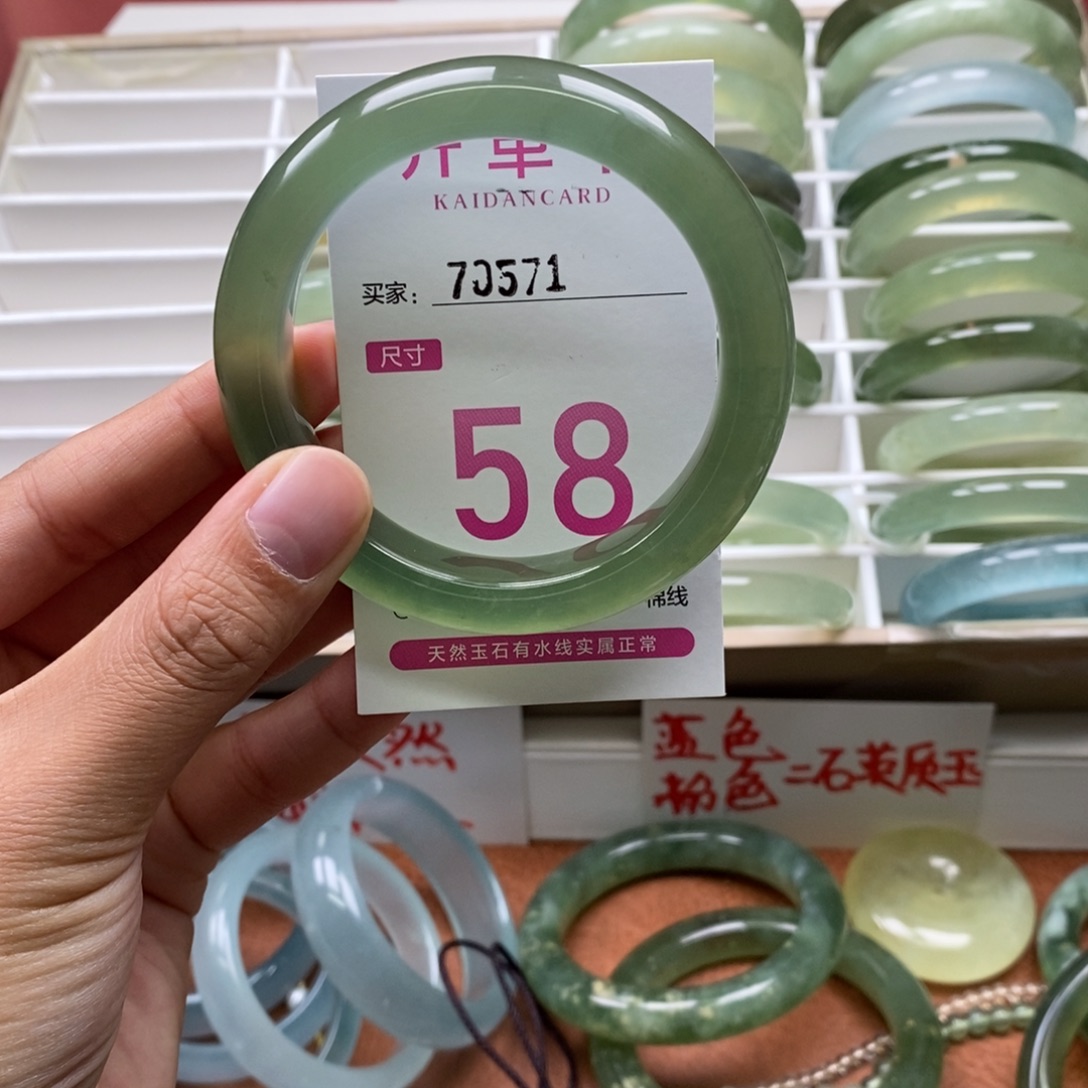 KAIDANCARD
买家： 70571
尺寸
58
棉线
天然玉石有水线实属正常
然
蓝色
粉色 =石英质玉